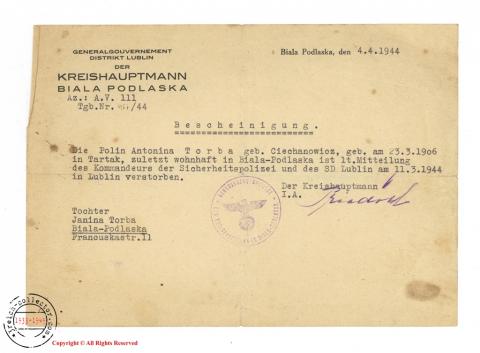 GENERALGOUVERNEMENT
DISTRIKT LUBLIN
DER
KREISHAUPTMANN
BIALA PODLASKA
Az.: A.V. 111
Tgb.Nr. /44
Biala Podlaska, den 4.4.1944
Bescheinigung.
Die Polin Antonina Torba geb. Ciechanowicz, geb. am 23.3.1906
in Tartak, zuletzt wohnhaft in Biala-Podlaska ist lt. Mitteilung
des Kommandeurs der Sicherheitspolizei und des SD Lublin am 11.3.1944
in Lublin verstorben.
Der Kreishauptmann
I.A.
Tochter
Janina Torba
Biala-Podlaska
Francuskastr.11
1933-1945
Copyright © All Rights Reserved